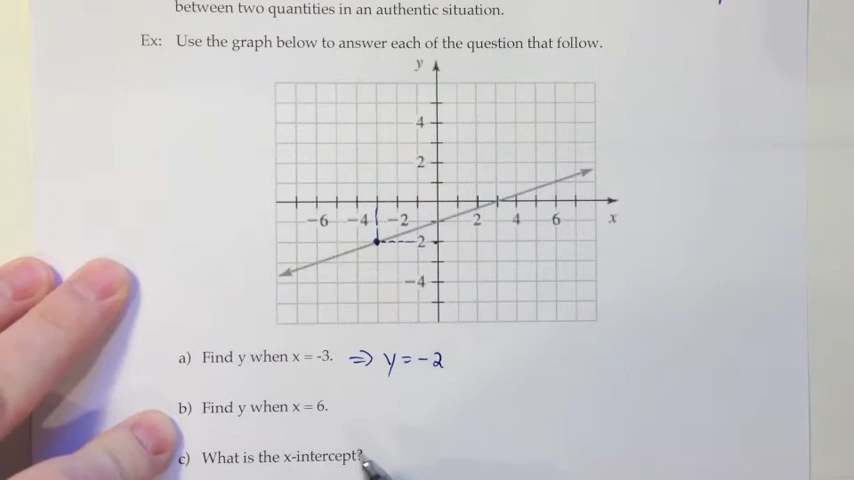 between two quantities in an authentic situation.
Ex: Use the graph below to answer each of the question that follow.
y
4
2
-6 -4 -2 2 4 6 x
-2
-4
a) Find y when x = -3. ⇒ y = -2
b) Find y when x = 6.
c) What is the x-intercept?